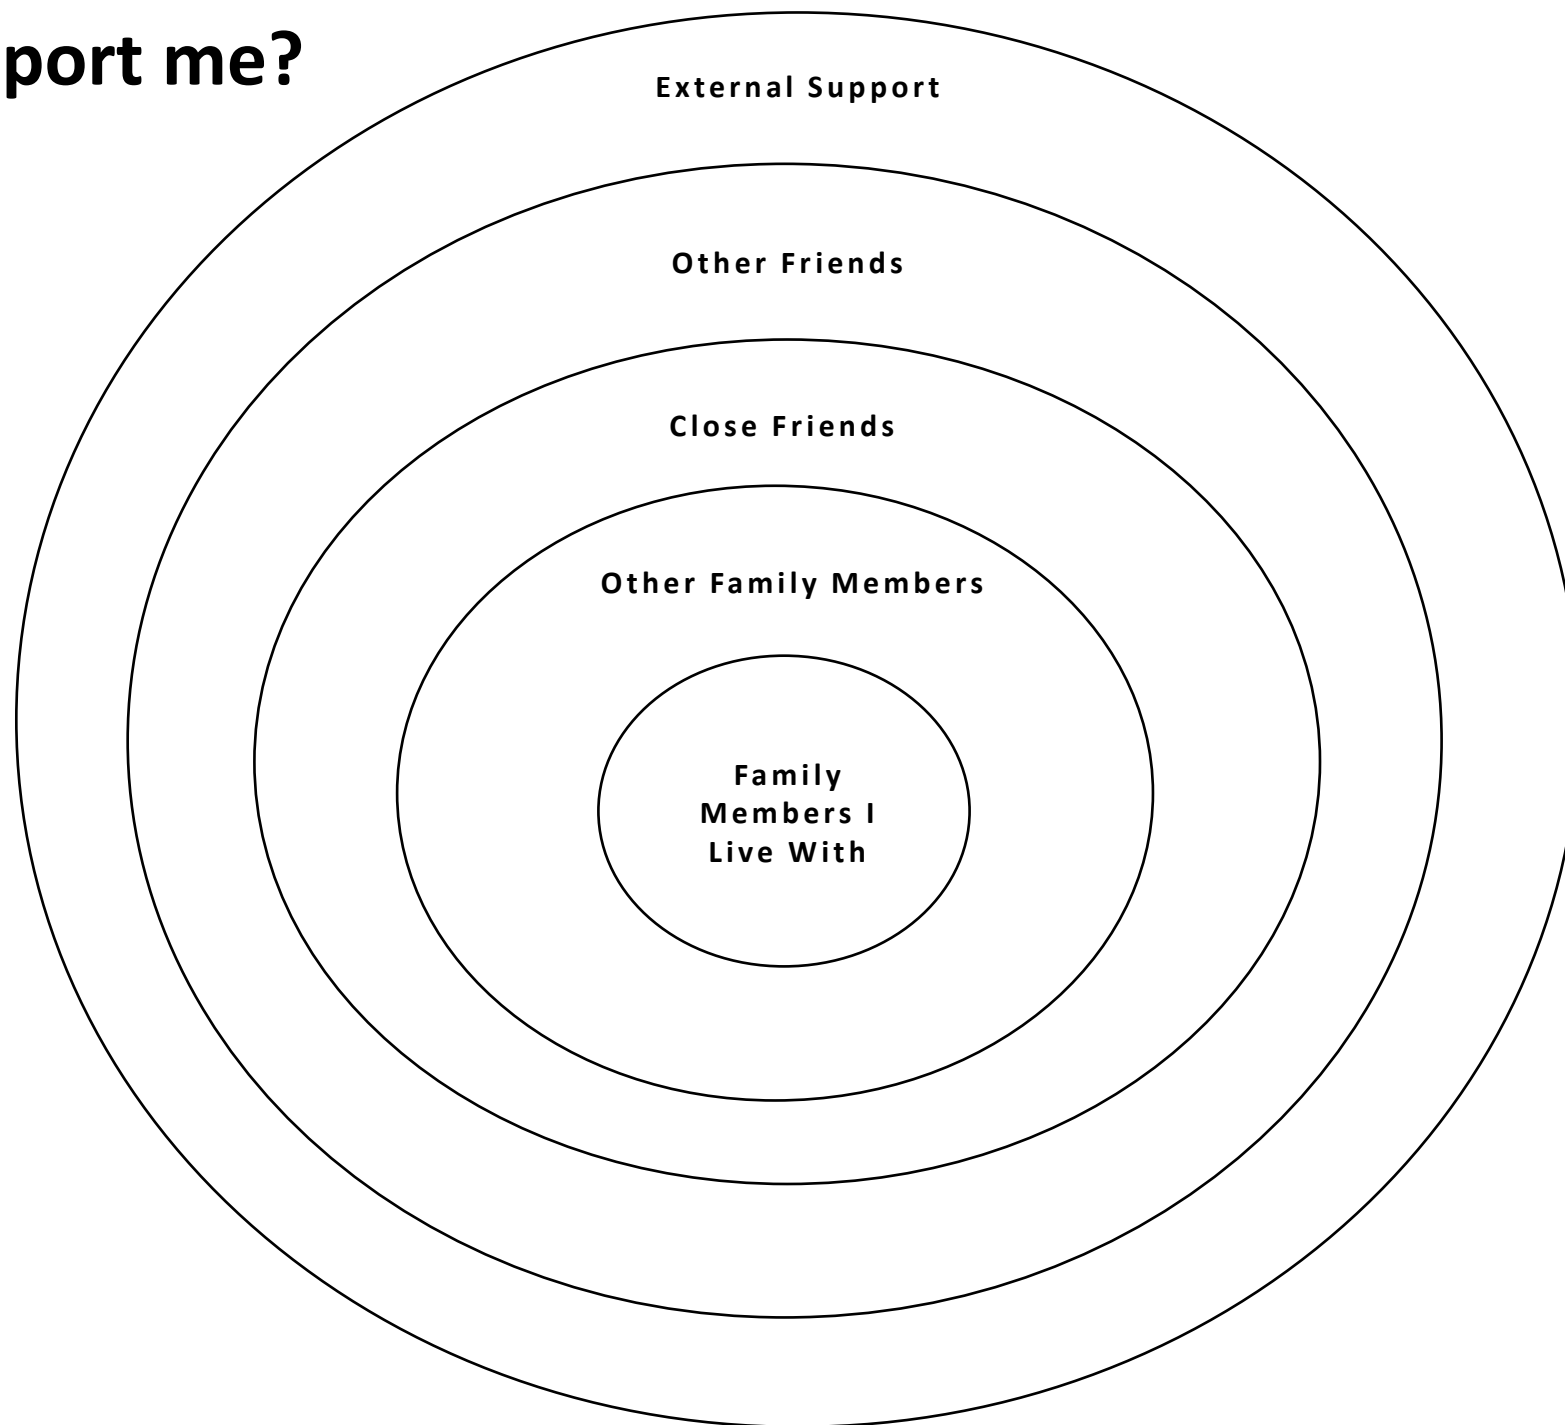 port me?
External Support
Other Friends
Close Friends
Other Family Members
Family
Members I
Live With